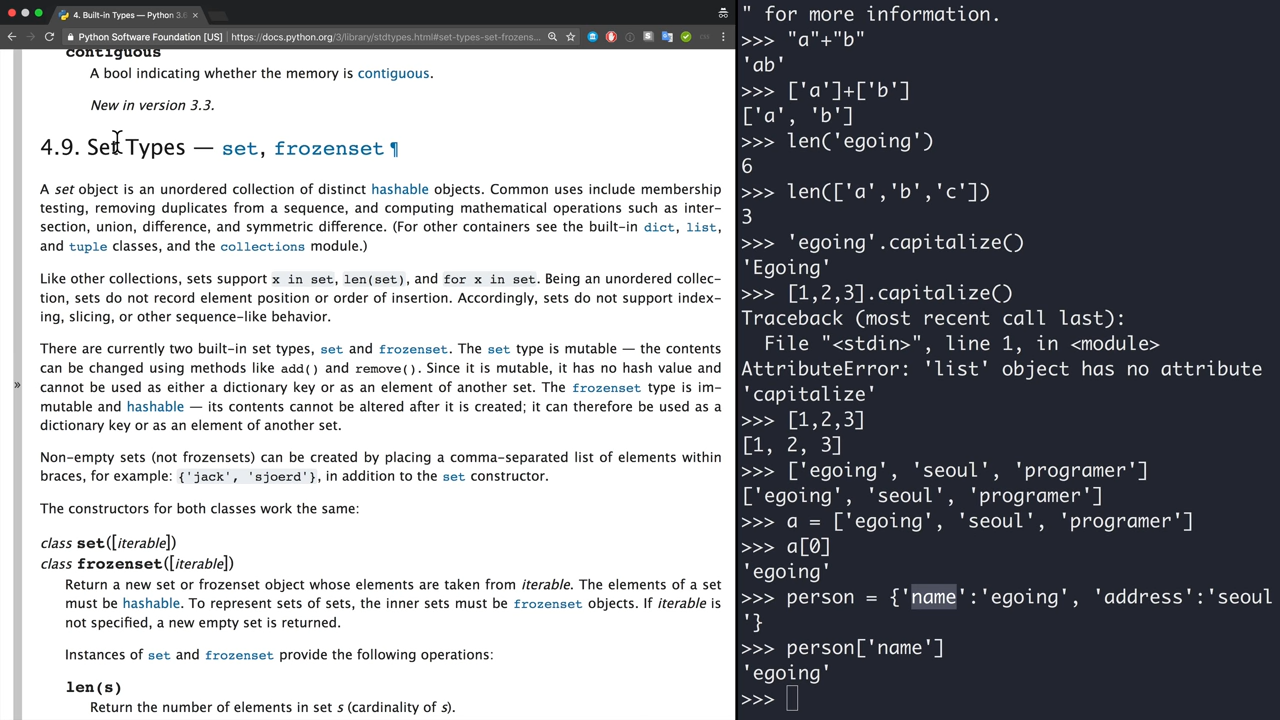 4. Built-in Types — Python 3.6
Python Software Foundation [US] https://docs.python.org/3/library/stdtypes.html#set-types-set-frozens...
contiguous
A bool indicating whether the memory is contiguous.
New in version 3.3.
4.9. Set Types — set, frozenset ¶
A set object is an unordered collection of distinct hashable objects. Common uses include membership
testing, removing duplicates from a sequence, and computing mathematical operations such as inter-
section, union, difference, and symmetric difference. (For other containers see the built-in dict, list,
and tuple classes, and the collections module.)
Like other collections, sets support x in set, len(set), and for x in set. Being an unordered collec-
tion, sets do not record element position or order of insertion. Accordingly, sets do not support index-
ing, slicing, or other sequence-like behavior.
There are currently two built-in set types, set and frozenset. The set type is mutable — the contents
can be changed using methods like add() and remove(). Since it is mutable, it has no hash value and
cannot be used as either a dictionary key or as an element of another set. The frozenset type is im-
mutable and hashable — its contents cannot be altered after it is created; it can therefore be used as a
dictionary key or as an element of another set.
Non-empty sets (not frozensets) can be created by placing a comma-separated list of elements within
braces, for example: {'jack', 'sjoerd'}, in addition to the set constructor.
The constructors for both classes work the same:
class set([iterable])
class frozenset([iterable])
Return a new set or frozenset object whose elements are taken from iterable. The elements of a set
must be hashable. To represent sets of sets, the inner sets must be frozenset objects. If iterable is
not specified, a new empty set is returned.
Instances of set and frozenset provide the following operations:
len(s)
Return the number of elements in set s (cardinality of s).
" for more information.
>>> "a"+"b"
'ab'
>>> ['a']+['b']
['a', 'b']
>>> len('egoing')
6
>>> len(['a','b','c'])
3
>>> 'egoing'.capitalize()
'Egoing'
>>> [1,2,3].capitalize()
Traceback (most recent call last):
  File "<stdin>", line 1, in <module>
AttributeError: 'list' object has no attribute
'capitalize'
>>> [1,2,3]
[1, 2, 3]
>>> ['egoing', 'seoul', 'programer']
['egoing', 'seoul', 'programer']
>>> a = ['egoing', 'seoul', 'programer']
>>> a[0]
'egoing'
>>> person = {'name':'egoing', 'address':'seoul
'}
>>> person['name']
'egoing'
>>>